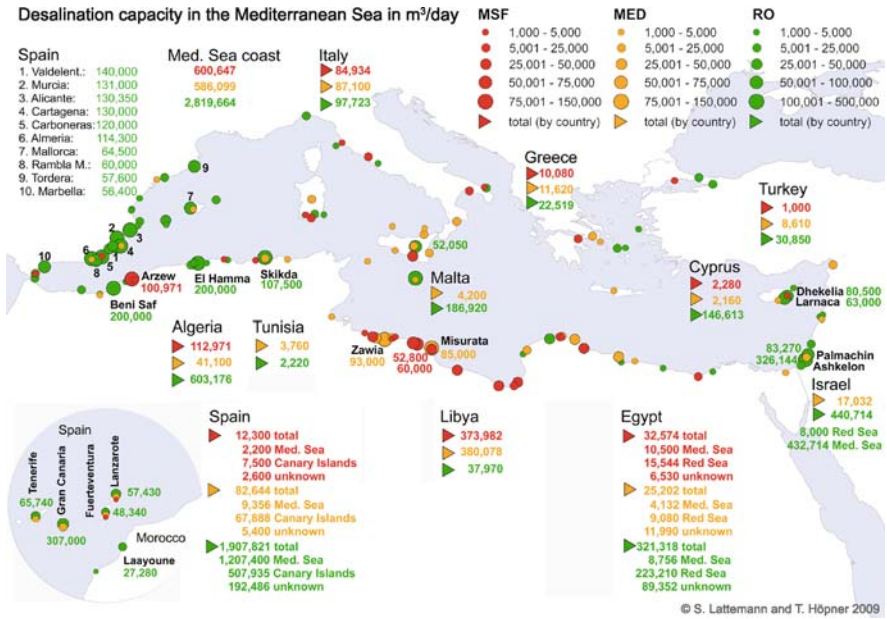 Desalination capacity in the Mediterranean Sea in m³/day
MSF
1,000 - 5,000
5,001 - 25,000
25,001 - 50,000
50,001 - 75,000
75,001 - 150,000
total (by country)
MED
1,000 - 5,000
5,001 - 25,000
25,001 - 50,000
50,001 - 75,000
75,001 - 150,000
total (by country)
RO
1,000 - 5,000
5,001 - 25,000
25,001 - 50,000
50,001 - 100,000
100,001 - 500,000
total (by country)
Spain
1. Valdelent.: 140,000
2. Murcia: 131,000
3. Alicante: 130,350
4. Cartagena: 130,000
5. Carboneras: 120,000
6. Almeria: 114,300
7. Mallorca: 64,500
8. Rambla M.: 60,000
9. Tordera: 57,600
10. Marbella: 56,400
Med. Sea coast
600,647
586,099
2,819,664
Italy
84,934
87,100
97,723
Greece
10,080
11,620
22,519
Turkey
1,000
8,610
30,850
9
7
2
3
6
1
4
8
5
10
52,050
Arzew
100,971
El Hamma
200,000
Skikda
107,500
Beni Saf
200,000
Malta
4,200
186,920
Cyprus
2,280
2,160
146,613
Dhekelia 80,500
Larnaca 63,000
Algeria
112,971
41,100
603,176
Tunisia
3,760
2,220
Zawia
93,000
52,800
60,000
Misurata
85,000
83,270
326,144
Palmachin
Ashkelon
Israel
17,032
440,714
8,000 Red Sea
432,714 Med. Sea
Spain
Tenerife
Gran Canaria
Fuerteventura
Lanzarote
57,430
65,740
48,340
307,000
Morocco
Laayoune
27,280
Spain
12,300 total
2,200 Med. Sea
7,500 Canary Islands
2,600 unknown
82,644 total
9,356 Med. Sea
67,888 Canary Islands
5,400 unknown
1,907,821 total
1,207,400 Med. Sea
507,935 Canary Islands
192,486 unknown
Libya
373,982
380,078
37,970
Egypt
32,574 total
10,500 Med. Sea
15,544 Red Sea
6,530 unknown
25,202 total
4,132 Med. Sea
9,080 Red Sea
11,990 unknown
321,318 total
8,756 Med. Sea
223,210 Red Sea
89,352 unknown
© S. Lattemann and T. Höpner 2009